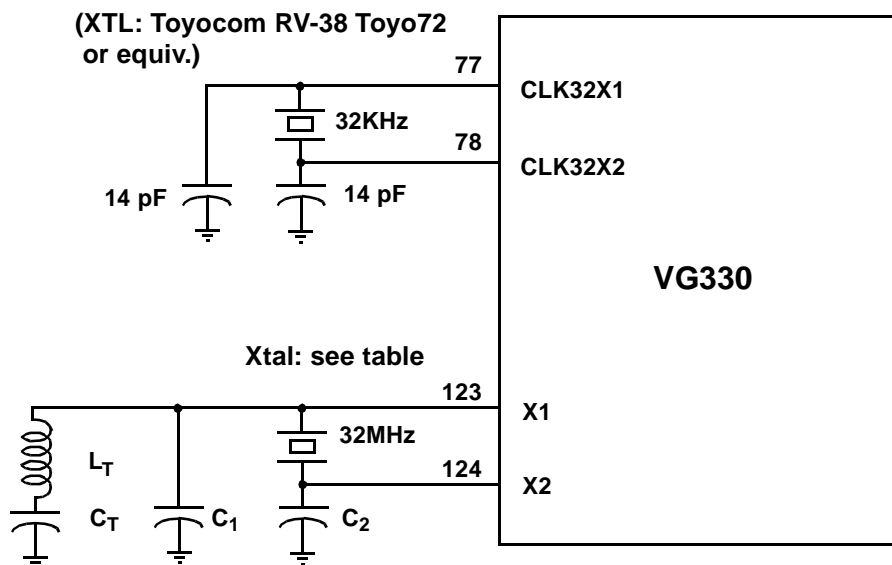 (XTL: Toyocom RV-38 Toyo72
or equiv.)
77
CLK32X1
32KHz
78
CLK32X2
14 pF
14 pF
VG330
Xtal: see table
123
X1
32MHz
124
X2
LT
CT
C1
C2